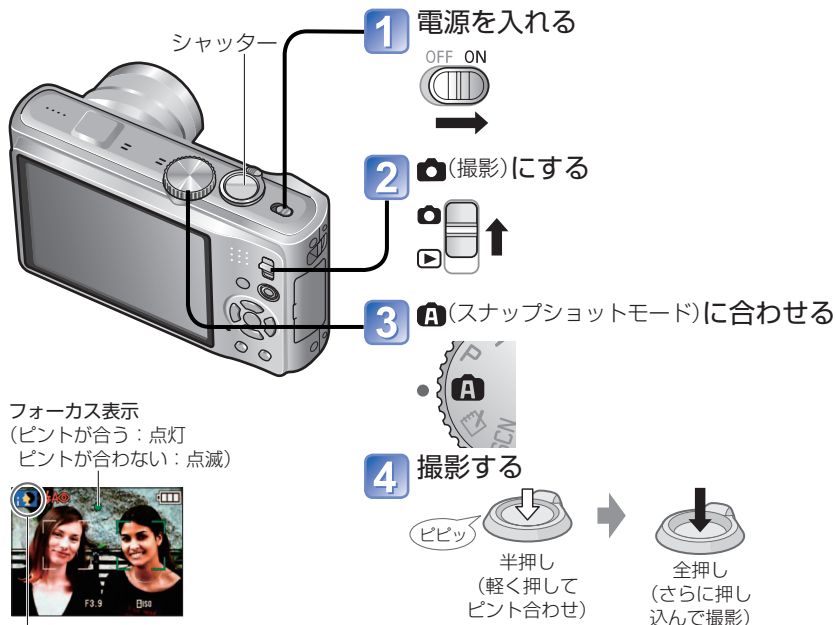 シャッター
1 電源を入れる
OFF ON
2 (撮影)にする
3 A(スナップショットモード)に合わせる
P
A
SCN
フォーカス表示
(ピントが合う：点灯
ピントが合わない：点滅)
F3.9
ISO
4 撮影する
ピピッ
半押し
(軽く押して
ピント合わせ)
全押し
(さらに押し
込んで撮影)